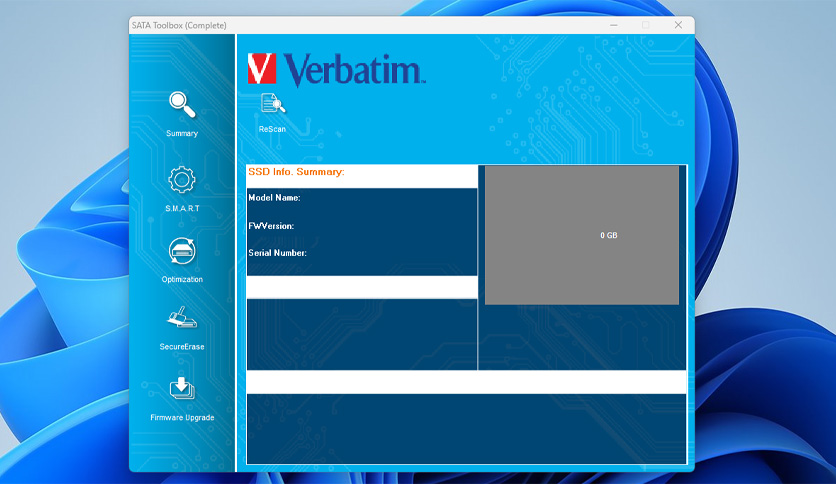 SATA Toolbox (Complete)
Verbatim™
Summary
S.M.A.R.T
Optimization
SecureErase
Firmware Upgrade
ReScan
SSD Info. Summary:
Model Name:
FWVersion:
Serial Number:
0 GB